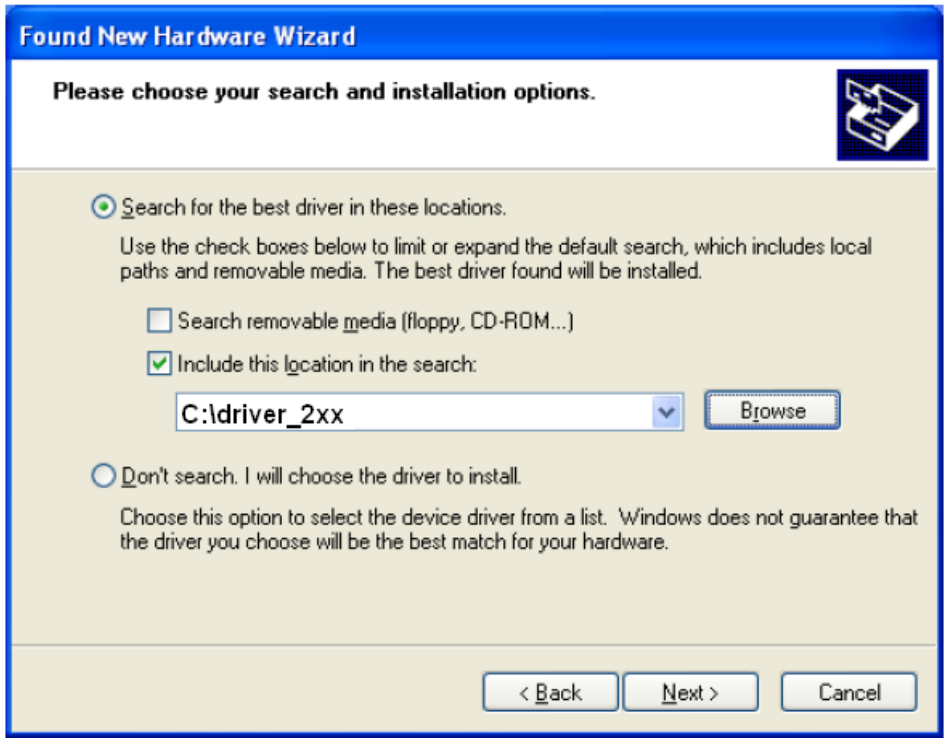 Found New Hardware Wizard
Please choose your search and installation options.
Search for the best driver in these locations.
Use the check boxes below to limit or expand the default search, which includes local
paths and removable media. The best driver found will be installed.
Search removable media (floppy, CD-ROM...)
Include this location in the search:
C:\driver_2xx
Browse
Don't search. I will choose the driver to install.
Choose this option to select the device driver from a list.  Windows does not guarantee that
the driver you choose will be the best match for your hardware.
< Back
Next >
Cancel